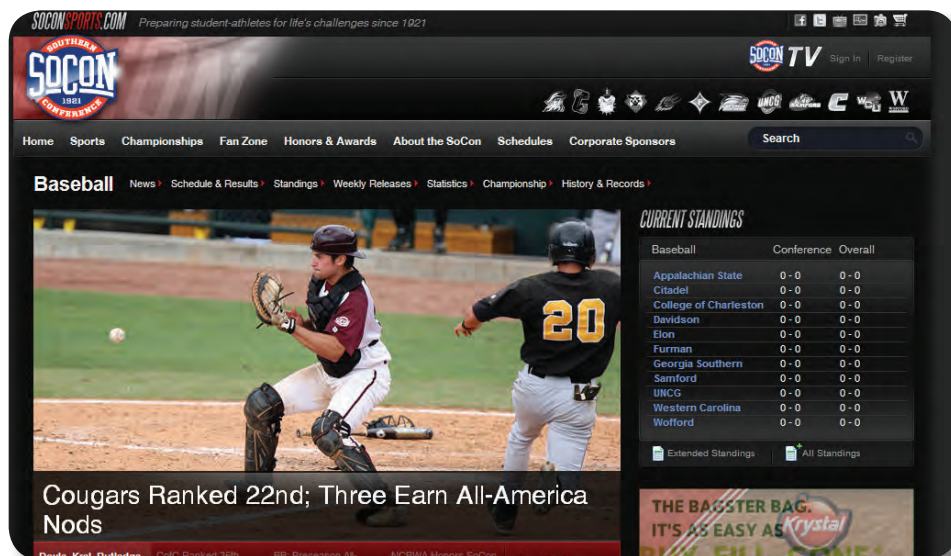 SOCONSPORTS.COM Preparing student-athletes for life's challenges since 1921
SOUTHERN
SOCON
1921
CONFERENCE
SOCON TV Sign In Register
UNCG
Home Sports Championships Fan Zone Honors & Awards About the SoCon Schedules Corporate Sponsors Search
Baseball News Schedule & Results Standings Weekly Releases Statistics Championship History & Records
20
Cougars Ranked 22nd; Three Earn All-America
Nods
CURRENT STANDINGS
Baseball Conference Overall
Appalachian State 0 - 0 0 - 0
Citadel 0 - 0 0 - 0
College of Charleston 0 - 0 0 - 0
Davidson 0 - 0 0 - 0
Elon 0 - 0 0 - 0
Furman 0 - 0 0 - 0
Georgia Southern 0 - 0 0 - 0
Samford 0 - 0 0 - 0
UNCG 0 - 0 0 - 0
Western Carolina 0 - 0 0 - 0
Wofford 0 - 0 0 - 0
Extended Standings All Standings
THE BAGSTER BAG.
IT'S AS EASY AS
Krystal